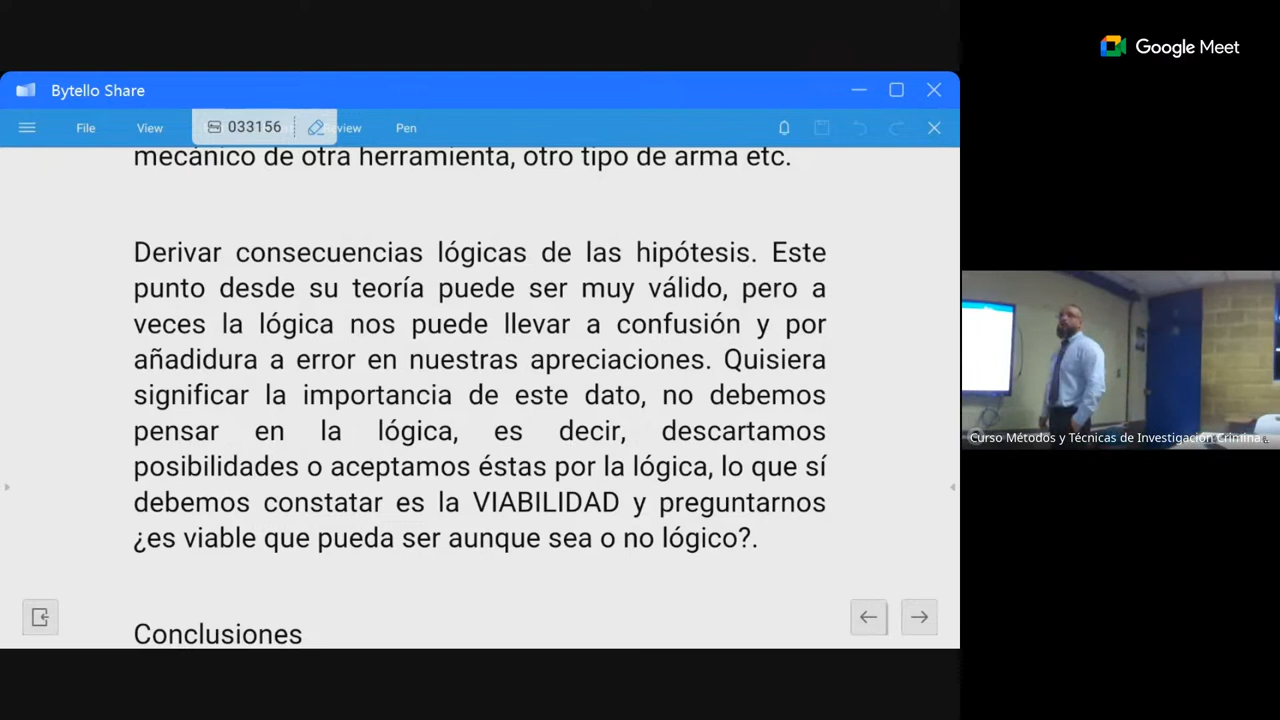 Google Meet
Bytello Share
File View 033156 eview Pen
mecánico de otra herramienta, otro tipo de arma etc.
Derivar consecuencias lógicas de las hipótesis. Este
punto desde su teoría puede ser muy válido, pero a
veces la lógica nos puede llevar a confusión y por
añadidura a error en nuestras apreciaciones. Quisiera
significar la importancia de este dato, no debemos
pensar en la lógica, es decir, descartamos
posibilidades o aceptamos éstas por la lógica, lo que sí
debemos constatar es la VIABILIDAD y preguntarnos
¿es viable que pueda ser aunque sea o no lógico?.
Conclusiones
Curso Métodos y Técnicas de Investigación Crimina...